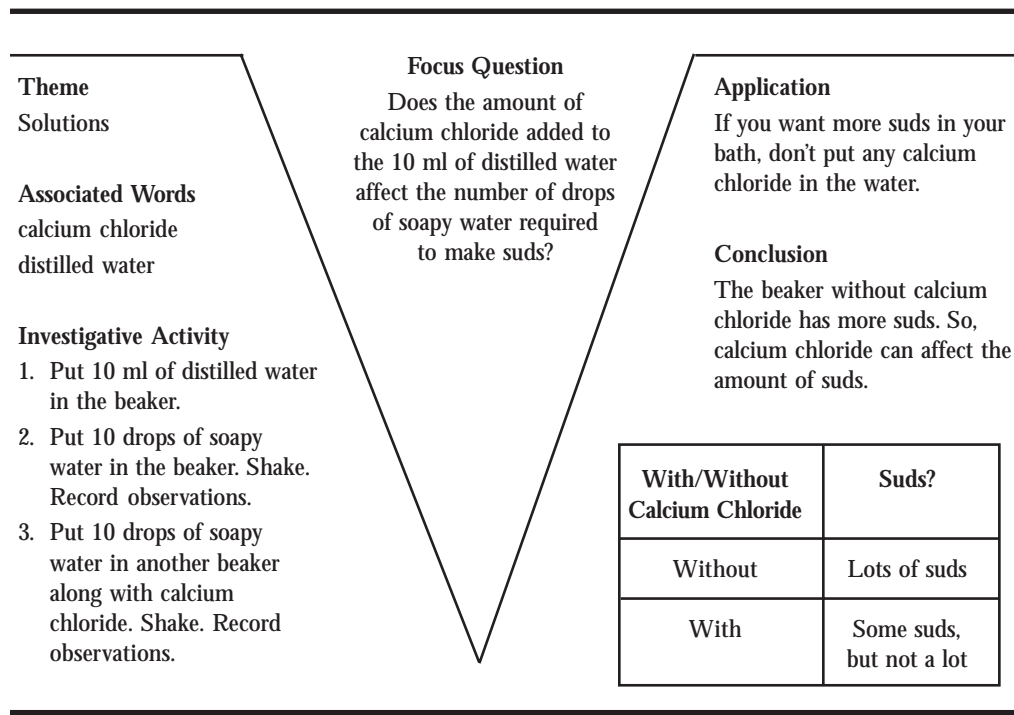 Theme
Solutions
Associated Words
calcium chloride
distilled water
Investigative Activity
1. Put 10 ml of distilled water
in the beaker.
2. Put 10 drops of soapy
water in the beaker. Shake.
Record observations.
3. Put 10 drops of soapy
water in another beaker
along with calcium
chloride. Shake. Record
observations.
Focus Question
Does the amount of
calcium chloride added to
the 10 ml of distilled water
affect the number of drops
of soapy water required
to make suds?
Application
If you want more suds in your
bath, don't put any calcium
chloride in the water.
Conclusion
The beaker without calcium
chloride has more suds. So,
calcium chloride can affect the
amount of suds.
With/Without
Calcium Chloride
Suds?
Without
Lots of suds
With
Some suds,
but not a lot